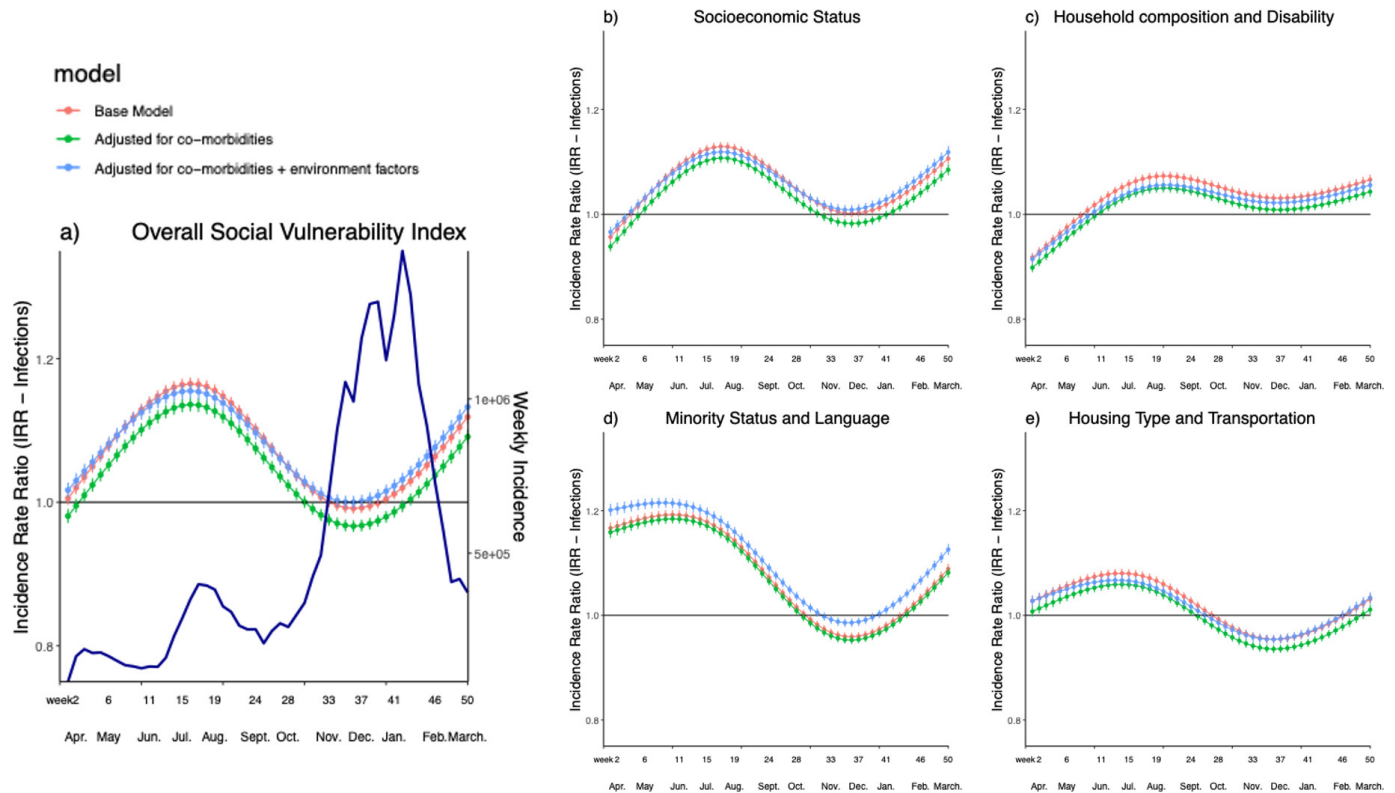 model
Base Model
Adjusted for co-morbidities
Adjusted for co-morbidities + environment factors
a) Overall Social Vulnerability Index
Incidence Rate Ratio (IRR - Infections)
1.2
1.0
0.8
1e+06
5e+05
Weekly Incidence
week2 6 11 15 19 24 28 33 37 41 46 50
Apr. May Jun. Jul. Aug. Sept. Oct. Nov. Dec. Jan. Feb. March.
b) Socioeconomic Status
Incidence Rate Ratio (IRR - Infections)
1.2
1.0
0.8
week2 6 11 15 19 24 28 33 37 41 46 50
Apr. May Jun. Jul. Aug. Sept. Oct. Nov. Dec. Jan. Feb. March.
c) Household composition and Disability
Incidence Rate Ratio (IRR - Infections)
1.2
1.0
0.8
week2 6 11 15 19 24 28 33 37 41 46 50
Apr. May Jun. Jul. Aug. Sept. Oct. Nov. Dec. Jan. Feb. March.
d) Minority Status and Language
Incidence Rate Ratio (IRR - Infections)
1.2
1.0
0.8
week2 6 11 15 19 24 28 33 37 41 46 50
Apr. May Jun. Jul. Aug. Sept. Oct. Nov. Dec. Jan. Feb. March.
e) Housing Type and Transportation
Incidence Rate Ratio (IRR - Infections)
1.2
1.0
0.8
week2 6 11 15 19 24 28 33 37 41 46 50
Apr. May Jun. Jul. Aug. Sept. Oct. Nov. Dec. Jan. Feb. March.